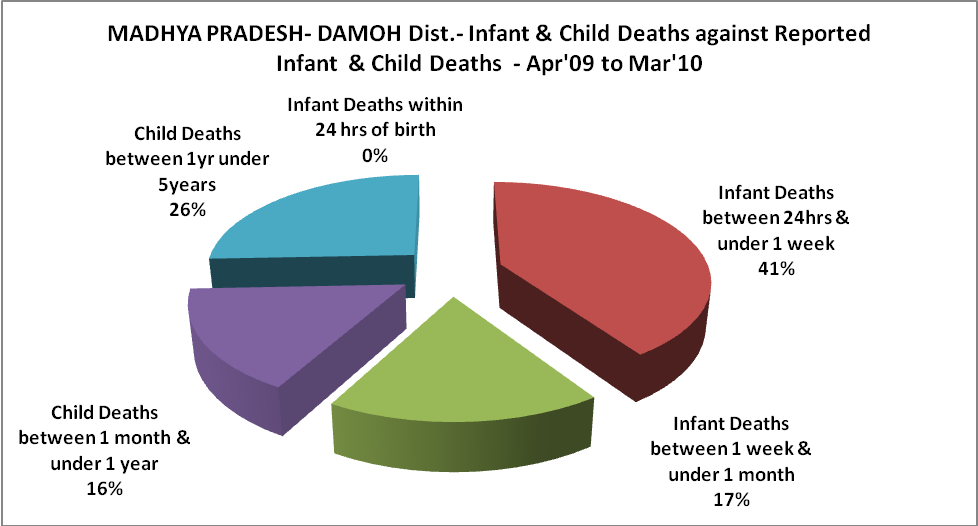 MADHYA PRADESH- DAMOH Dist.- Infant & Child Deaths against Reported
Infant & Child Deaths - Apr'09 to Mar'10
Infant Deaths within
24 hrs of birth
0%
Child Deaths
between 1yr under
5years
26%
Infant Deaths
between 24hrs &
under 1 week
41%
Child Deaths
between 1 month &
under 1 year
16%
Infant Deaths
between 1 week &
under 1 month
17%